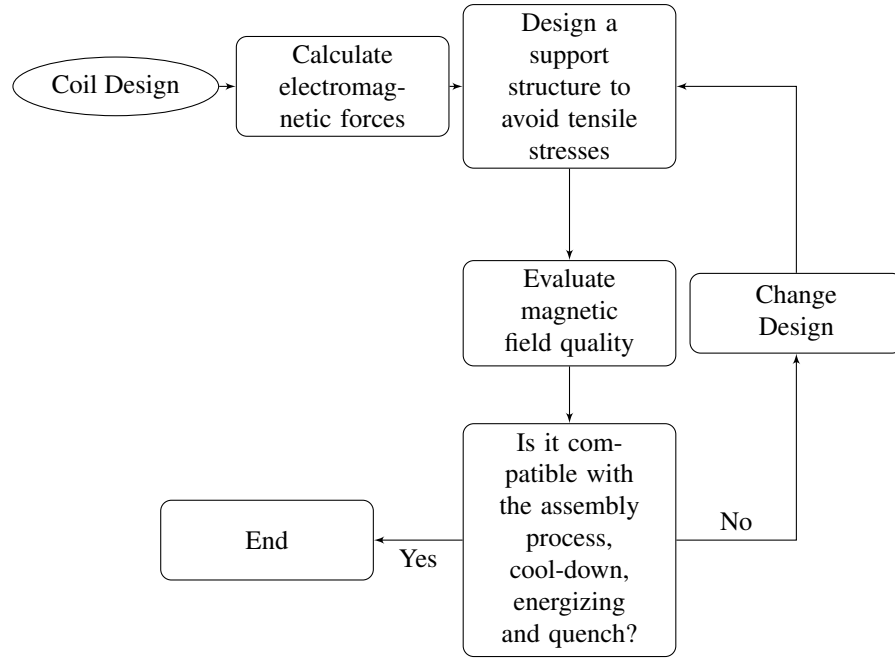 Coil Design
Calculate
electromag-
netic forces
Design a
support
structure to
avoid tensile
stresses
Evaluate
magnetic
field quality
Change
Design
Is it com-
patible with
the assembly
process,
cool-down,
energizing
and quench?
No
Yes
End